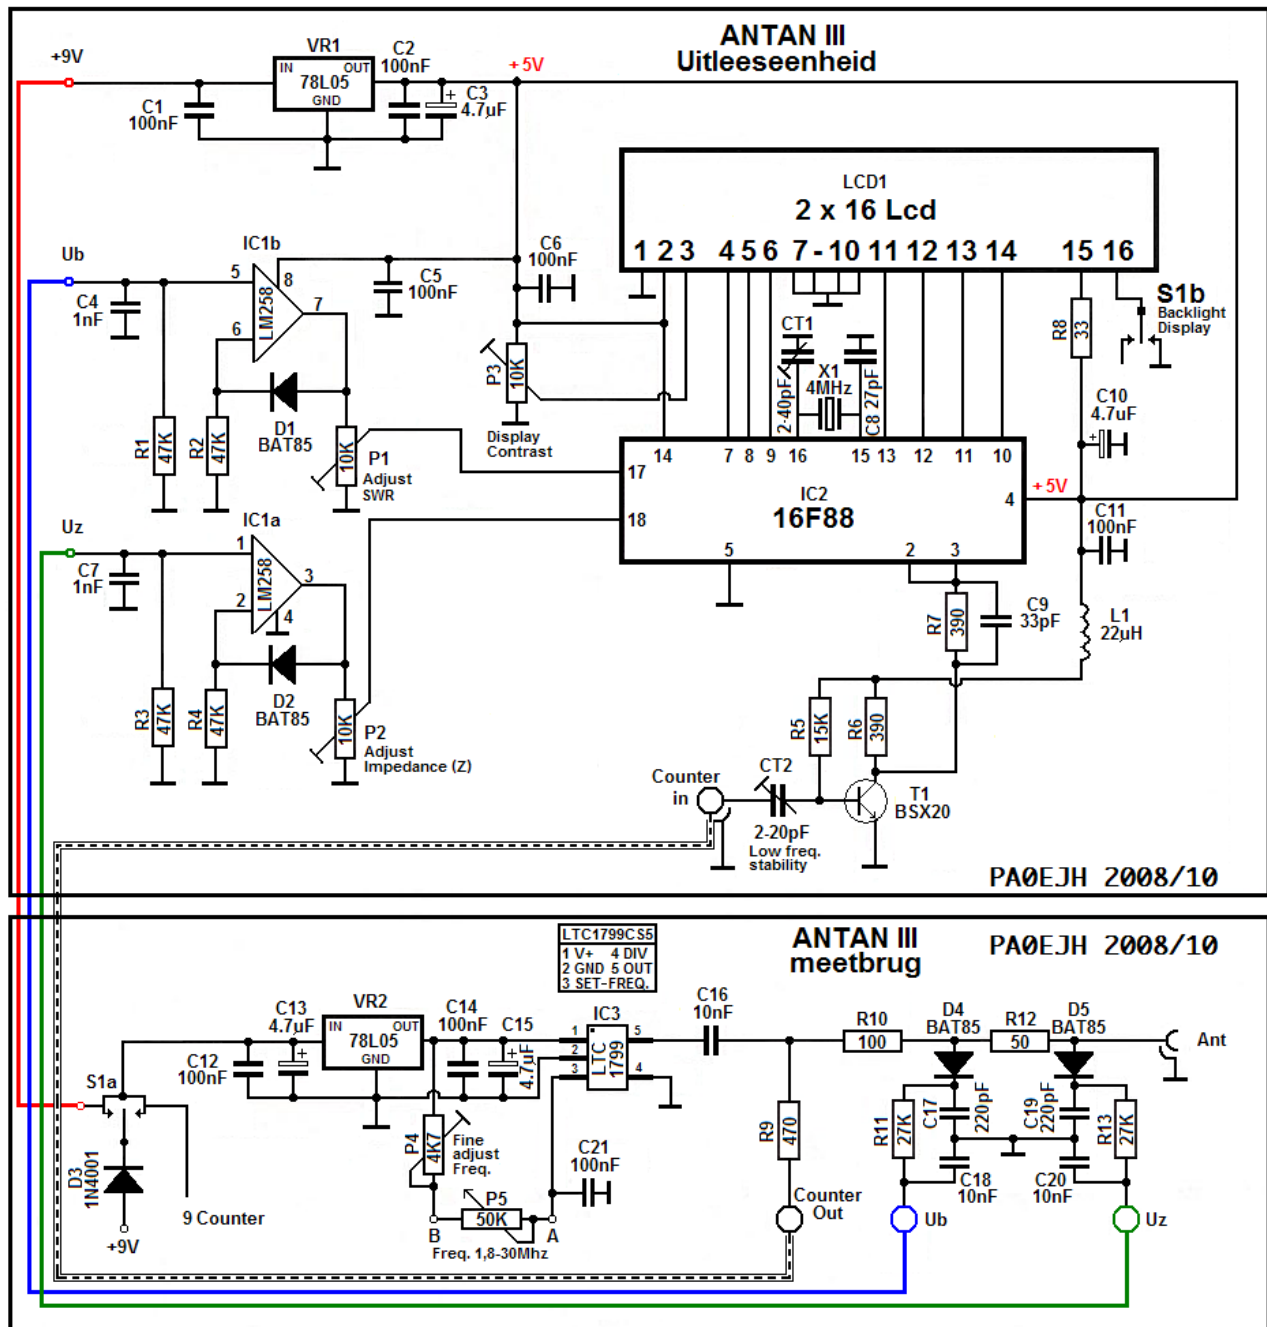 ANTAN III
Uitleeseenheid
+9V
VR1
IN OUT
78L05
GND
C1
100nF
C2
100nF
+
C3
4.7uF
+5V
LCD1
2 x 16 Lcd
1 2 3 4 5 6 7 - 10 11 12 13 14 15 16
S1b
Backlight
Display
R8
33
C10
4.7uF
+
Ub
C4
1nF
IC1b
5
8
7
6
LM258
C5
100nF
C6
100nF
P3
10K
Display
Contrast
CT1
2-40pF
X1
4MHz
C8 27pF
R1
47K
R2
47K
D1
BAT85
10K
P1
Adjust
SWR
14 7 8 9 16 15 13 12 11 10
17
18
IC2
16F88
4
+5V
5 2 3
C11
100nF
Uz
C7
1nF
IC1a
1
2
3
4
LM258
R3
47K
R4
47K
D2
BAT85
10K
P2
Adjust
Impedance (Z)
R7
390
C9
33pF
L1
22uH
R5
15K
R6
390
Counter
in
CT2
2-20pF
Low freq.
stability
T1
BSX20
PA0EJH 2008/10
ANTAN III
meetbrug
PA0EJH 2008/10
LTC1799CS5
1 V+ 4 DIV
2 GND 5 OUT
3 SET-FREQ.
C13
4.7uF
+
VR2
IN OUT
78L05
GND
C14
100nF
C15
4.7uF
+
IC3
1
2
3
5
4
LTC
1799
C16
10nF
R10
100
D4
BAT85
R12
50
D5
BAT85
Ant
C12
100nF
S1a
D3
1N4001
+9V
9 Counter
P4
4K7
Fine
adjust
Freq.
C21
100nF
P5
50K
B
A
Freq. 1,8-30Mhz
R9
470
Counter
Out
R11
27K
C17
220pF
C19
220pF
R13
27K
C18
10nF
C20
10nF
Ub
Uz